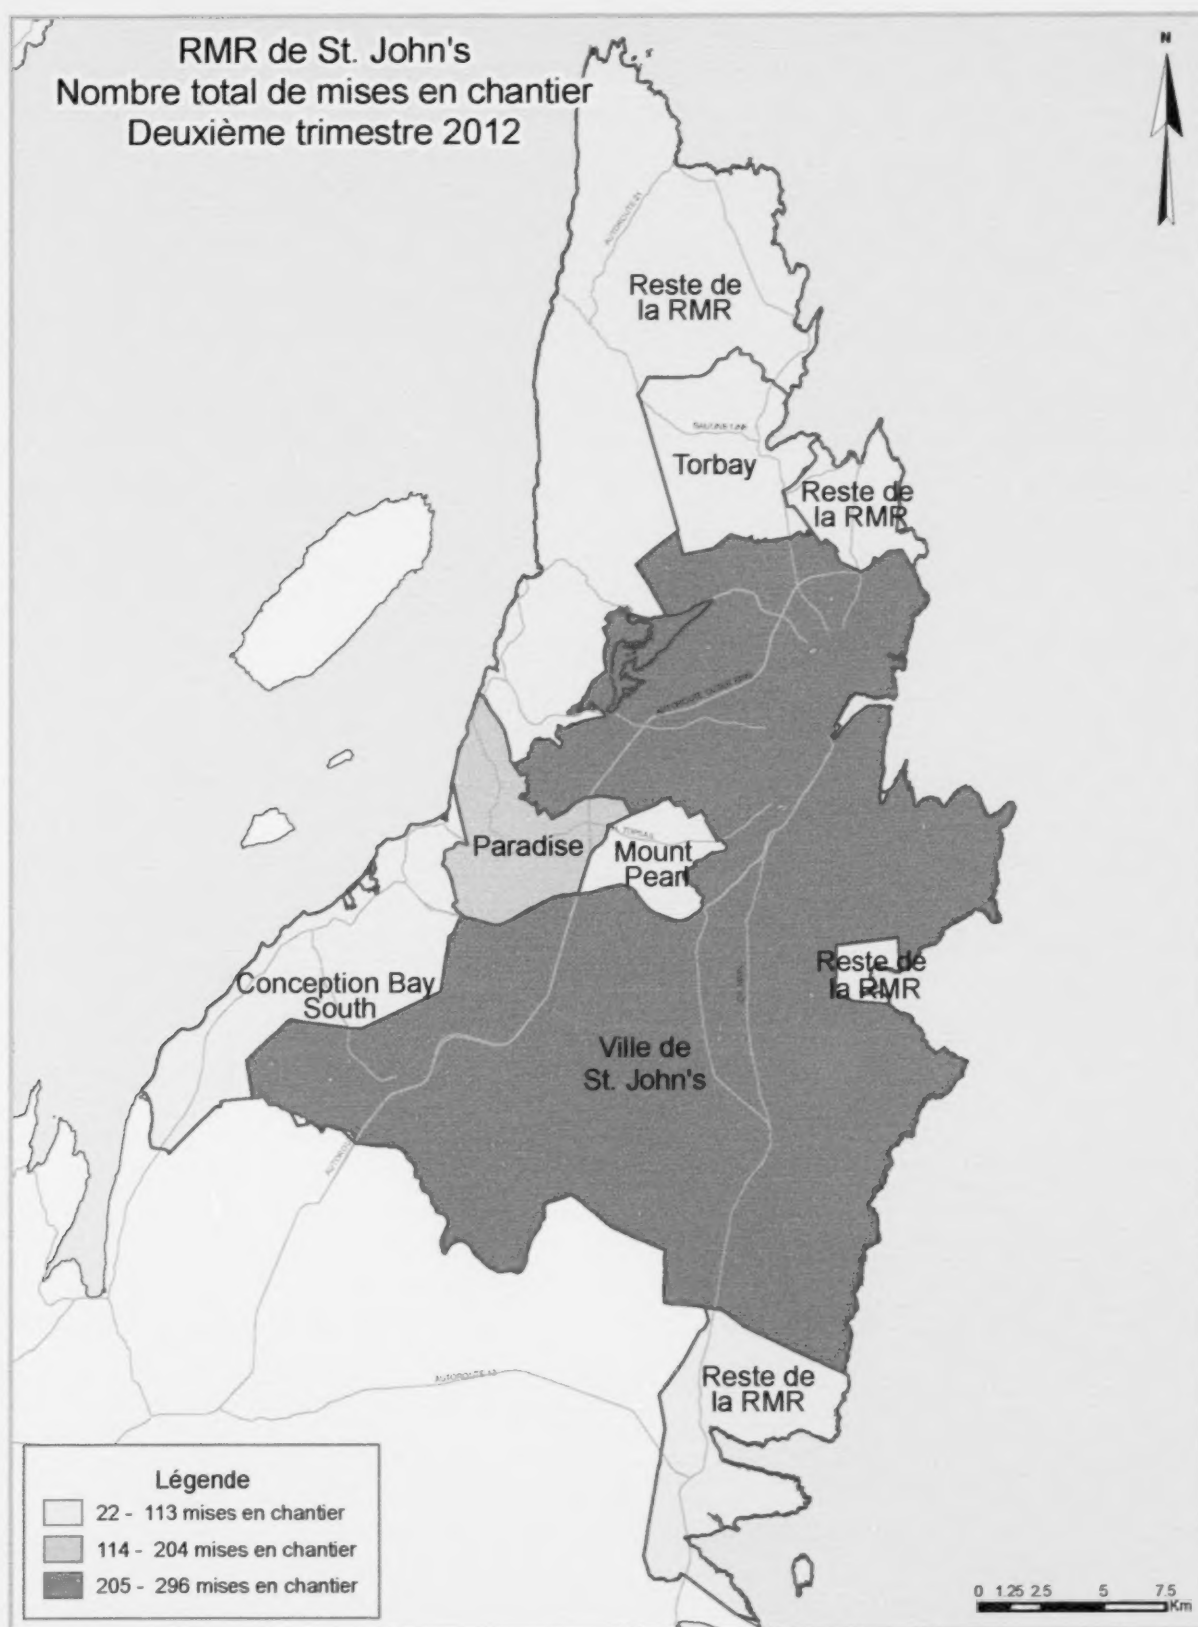 RMR de St. John's
Nombre total de mises en chantier
Deuxième trimestre 2012
N
Reste de
la RMR
Torbay
Reste de
la RMR
Paradise
Mount
Pearl
Conception Bay
South
Reste de
la RMR
Ville de
St. John's
Reste de
la RMR
Légende
22 - 113 mises en chantier
114 - 204 mises en chantier
205 - 296 mises en chantier
0 1.25 2.5 5 7.5
Km